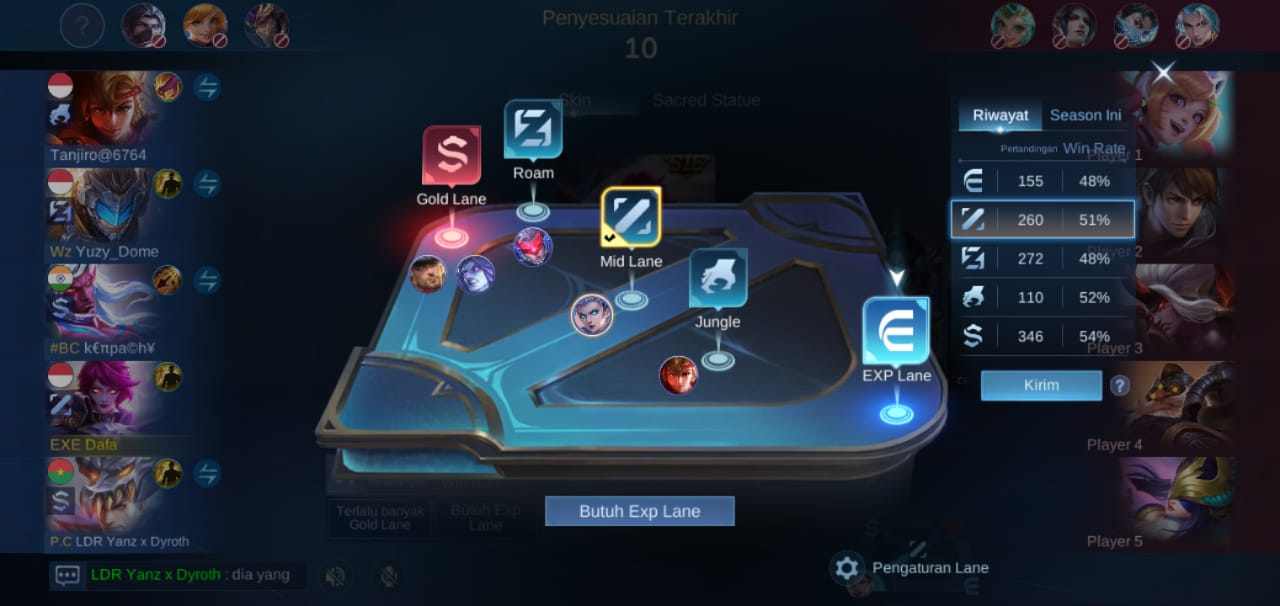 Penyesuaian Terakhir
10
Skin
Sacred Statue
Tanjiro@6764
Wz Yuzy_Dome
#BC k€πpa©h¥
EXE Dafa
P.C LDR Yanz x Dyroth
LDR Yanz x Dyroth : dia yang
Gold Lane
Roam
Mid Lane
Jungle
EXP Lane
Terlalu banyak
Gold Lane
Butuh Exp
Lane
Butuh Exp Lane
Pengaturan Lane
Riwayat
Season Ini
Pertandingan
Win Rate
155 48%
260 51%
272 48%
110 52%
346 54%
Kirim
?
Player 1
Player 2
Player 3
Player 4
Player 5